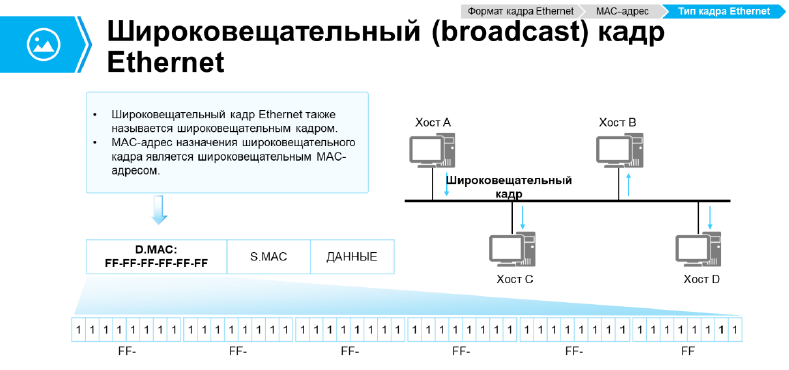 Формат кадра Ethernet
MAC-адрес
Тип кадра Ethernet
Широковещательный (broadcast) кадр
Ethernet
• Широковещательный кадр Ethernet также
называется широковещательным кадром.
• MAC-адрес назначения широковещательного
кадра является широковещательным MAC-
адресом.
Хост A
Хост B
Широковещательный
кадр
Хост C
Хост D
D.MAC:
FF-FF-FF-FF-FF-FF
S.MAC
ДАННЫЕ
1 1 1 1 1 1 1 1 1 1 1 1 1 1 1 1 1 1 1 1 1 1 1 1 1 1 1 1 1 1 1 1 1 1 1 1 1 1 1 1 1 1 1 1 1 1 1 1
FF- FF- FF- FF- FF- FF